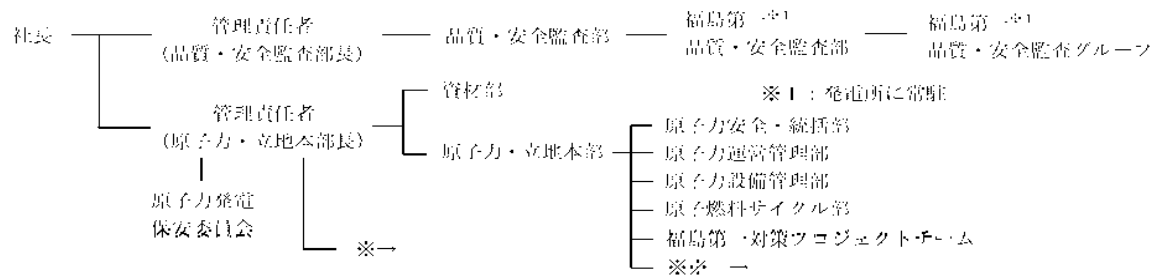 社長
管理責任者
(品質・安全監査部長)
品質・安全監査部
福島第一※1
品質・安全監査部
福島第一※1
品質・安全監査グループ
※1:発電所に常駐
管理責任者
(原子力・立地本部長)
資材部
原子力・立地本部
原子力安全・統括部
原子力運営管理部
原子力設備管理部
原子燃料サイクル部
福島第一対策プロジェクトチーム
※※ →
原子力発電
保安委員会
※→